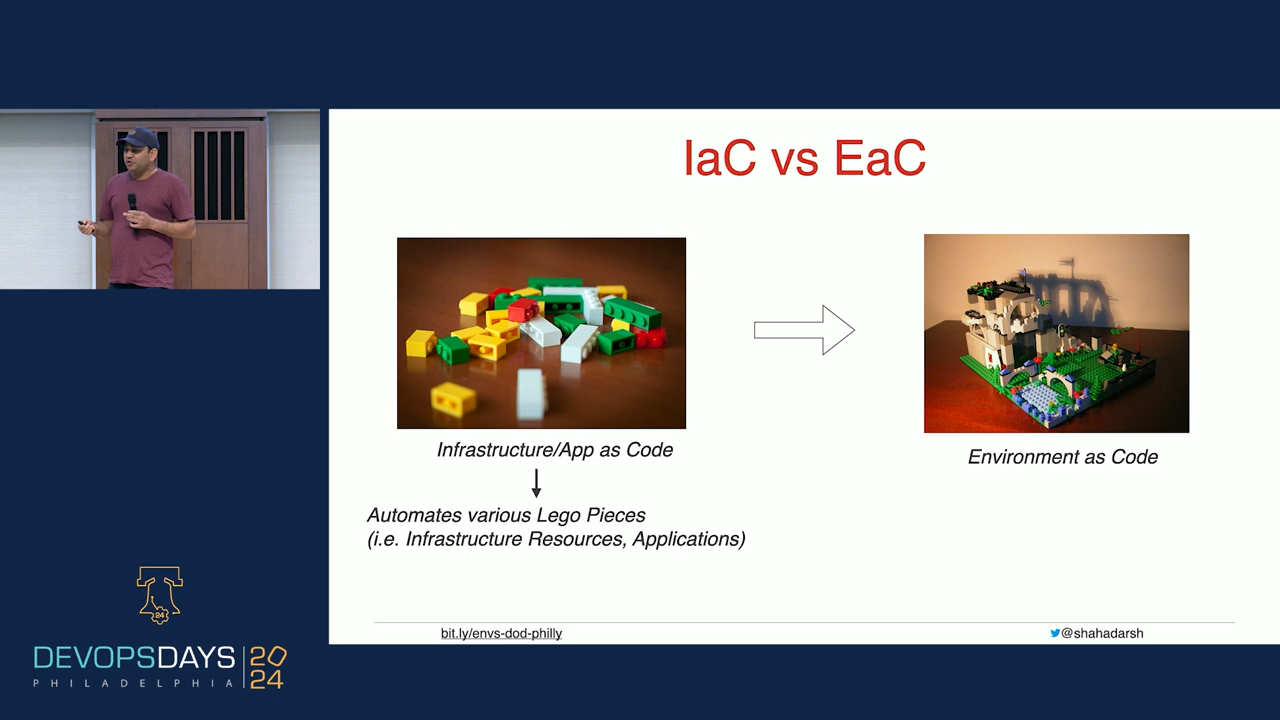 IaC vs EaC
Infrastructure/App as Code
Automates various Lego Pieces
(i.e. Infrastructure Resources, Applications)
Environment as Code
bit.ly/envs-dod-philly
@shahadarsh
24
DEVOPSDAYS
PHILADELPHIA
20
24